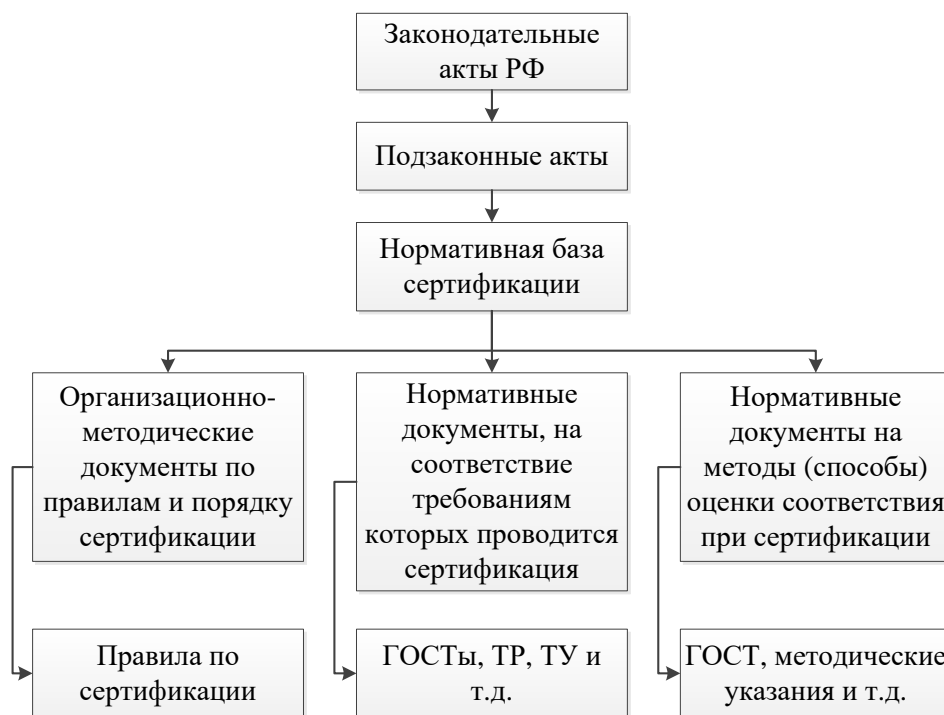 Законодательные
акты РФ
Подзаконные акты
Нормативная база
сертификации
Организационно-
методические
документы по
правилам и порядку
сертификации
Нормативные
документы, на
соответствие
требованиям
которых проводится
сертификация
Нормативные
документы на
методы (способы)
оценки соответствия
при сертификации
Правила по
сертификации
ГОСТы, ТР, ТУ и
т.д.
ГОСТ, методические
указания и т.д.